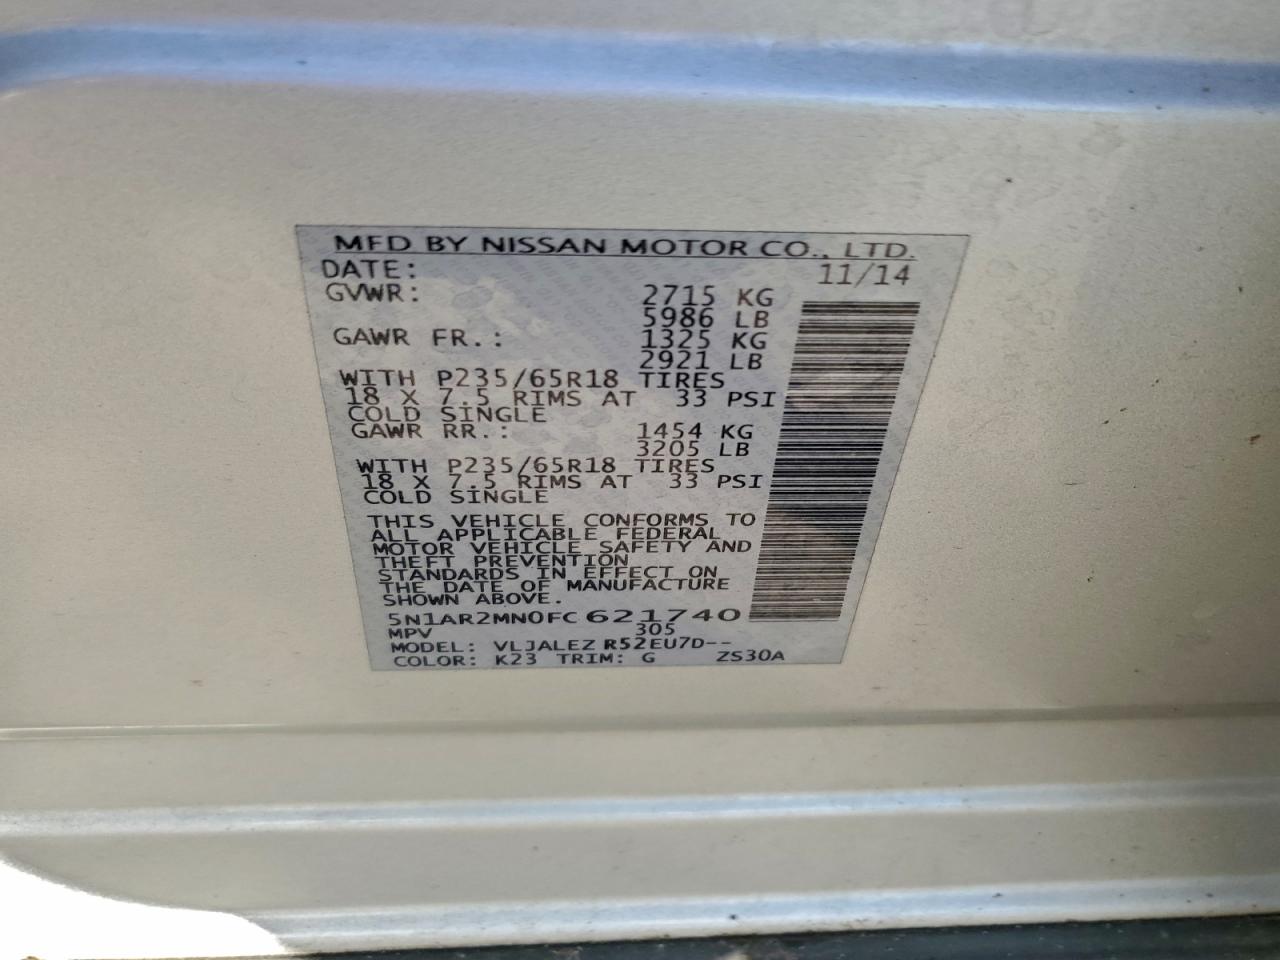 MFD BY NISSAN MOTOR CO., LTD.
DATE: 11/14
GVWR: 2715 KG
5986 LB
GAWR FR.: 1325 KG
2921 LB
WITH P235/65R18 TIRES
18 X 7.5 RIMS AT 33 PSI
COLD SINGLE
GAWR RR.: 1454 KG
3205 LB
WITH P235/65R18 TIRES
18 X 7.5 RIMS AT 33 PSI
COLD SINGLE
THIS VEHICLE CONFORMS TO
ALL APPLICABLE FEDERAL
MOTOR VEHICLE SAFETY AND
THEFT PREVENTION
STANDARDS IN EFFECT ON
THE DATE OF MANUFACTURE
SHOWN ABOVE.
5N1AR2MN0FC 621740
MPV 305
MODEL: VLJALEZ R52EU7D--
COLOR: K23 TRIM: G ZS30A